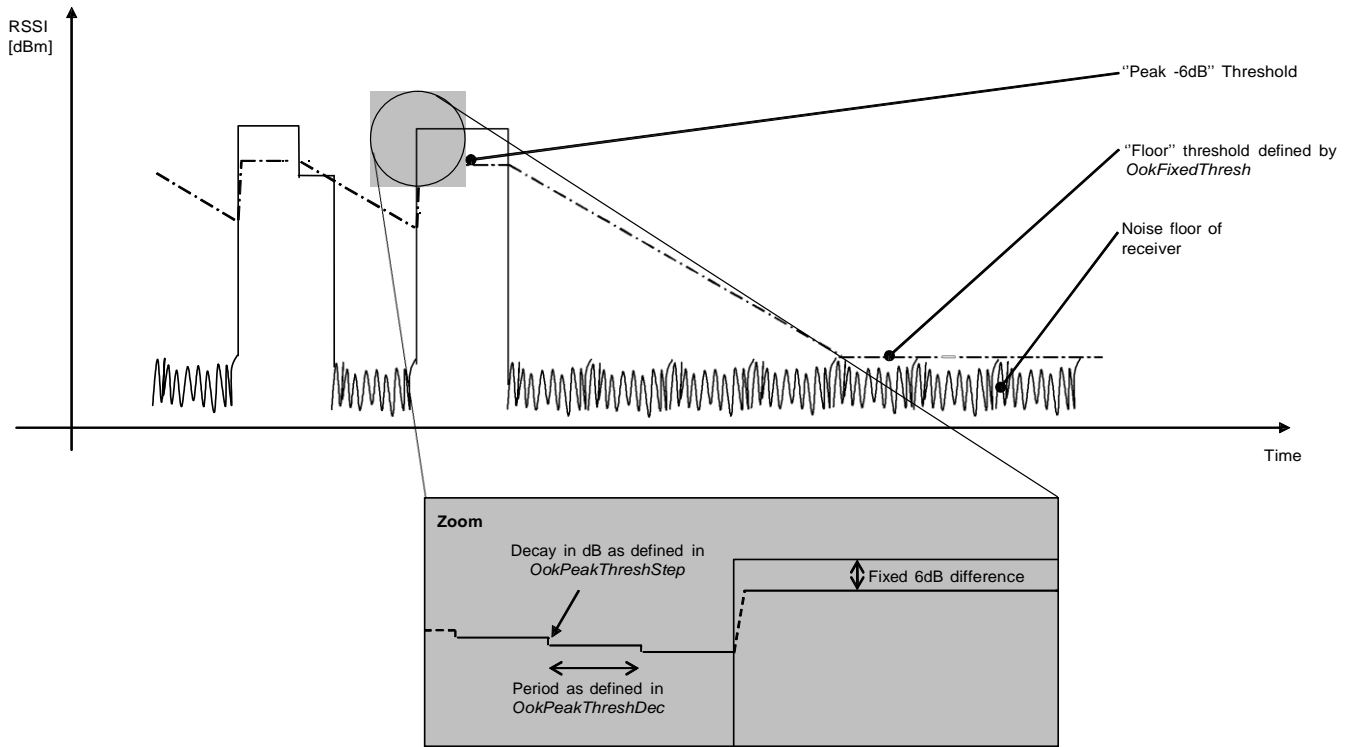 RSSI
[dBm]
‘‘Peak -6dB’’ Threshold
‘‘Floor’’ threshold defined by
OokFixedThresh
Noise floor of
receiver
Time
Zoom
Decay in dB as defined in
OokPeakThreshStep
Fixed 6dB difference
Period as defined in
OokPeakThreshDec